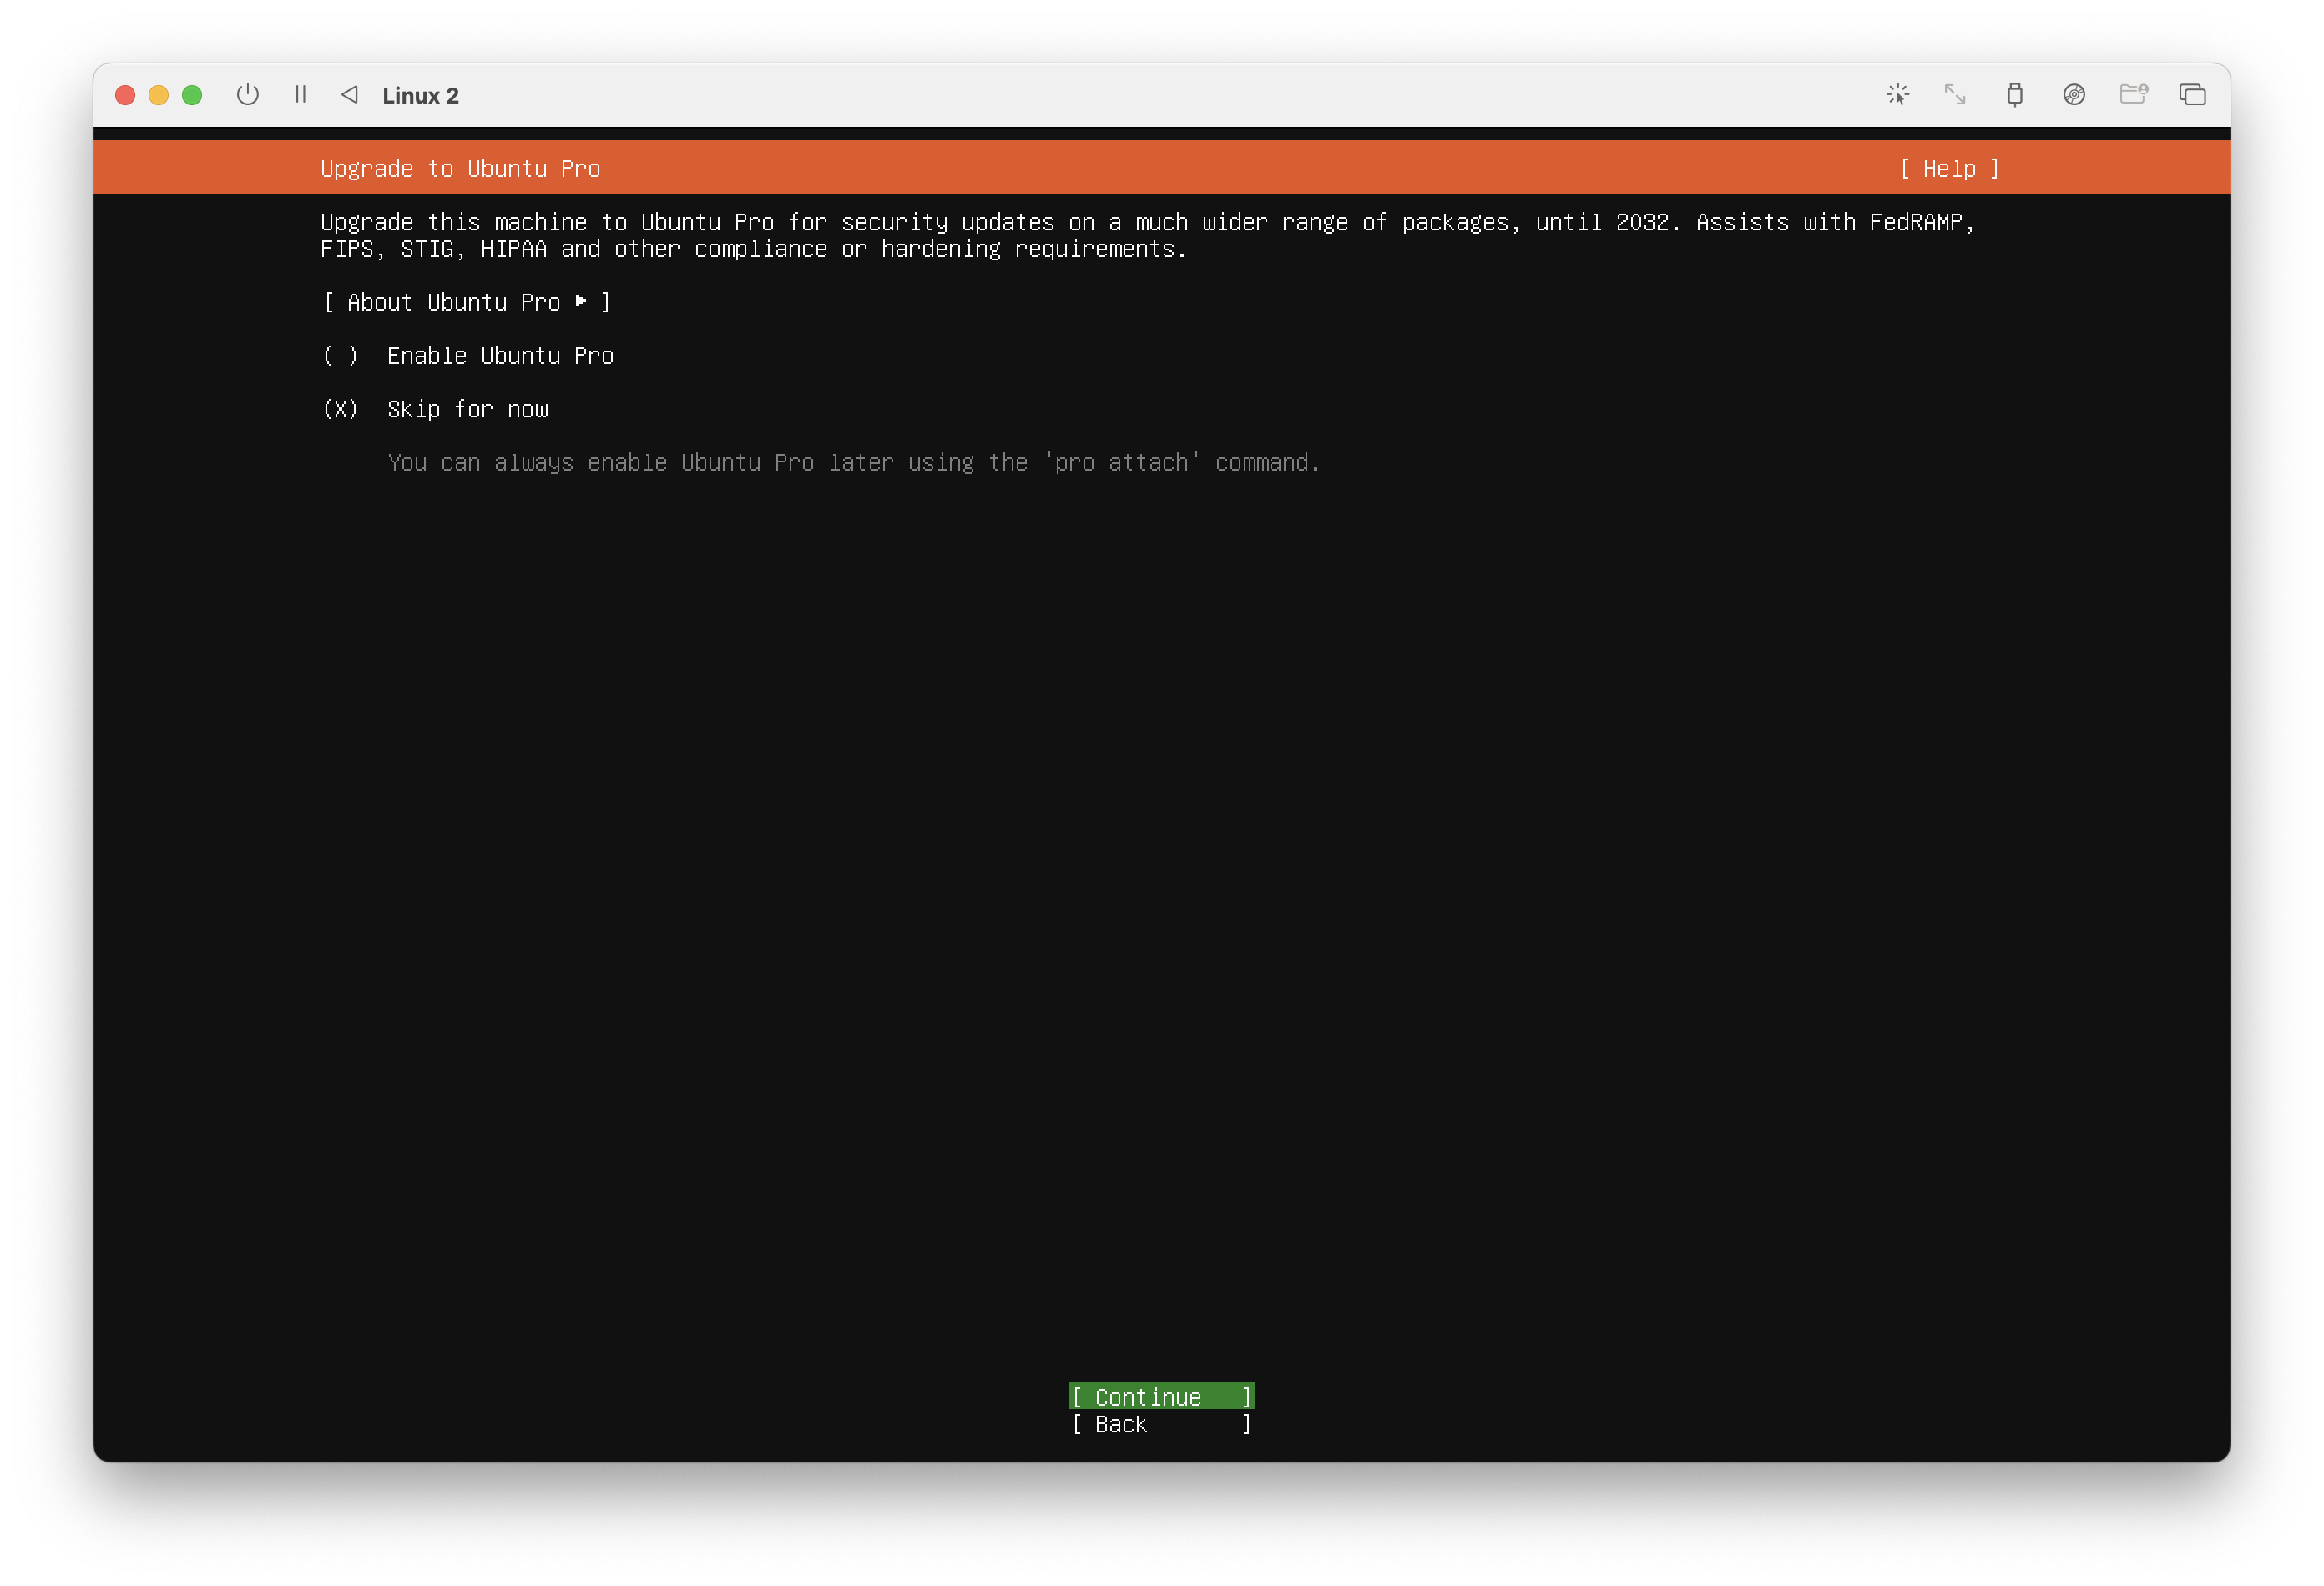 Linux 2
Upgrade to Ubuntu Pro [ Help ]
Upgrade this machine to Ubuntu Pro for security updates on a much wider range of packages, until 2032. Assists with FedRAMP,
FIPS, STIG, HIPAA and other compliance or hardening requirements.
[ About Ubuntu Pro ▸ ]
( ) Enable Ubuntu Pro
(X) Skip for now
You can always enable Ubuntu Pro later using the 'pro attach' command.
[ Continue ]
[ Back ]